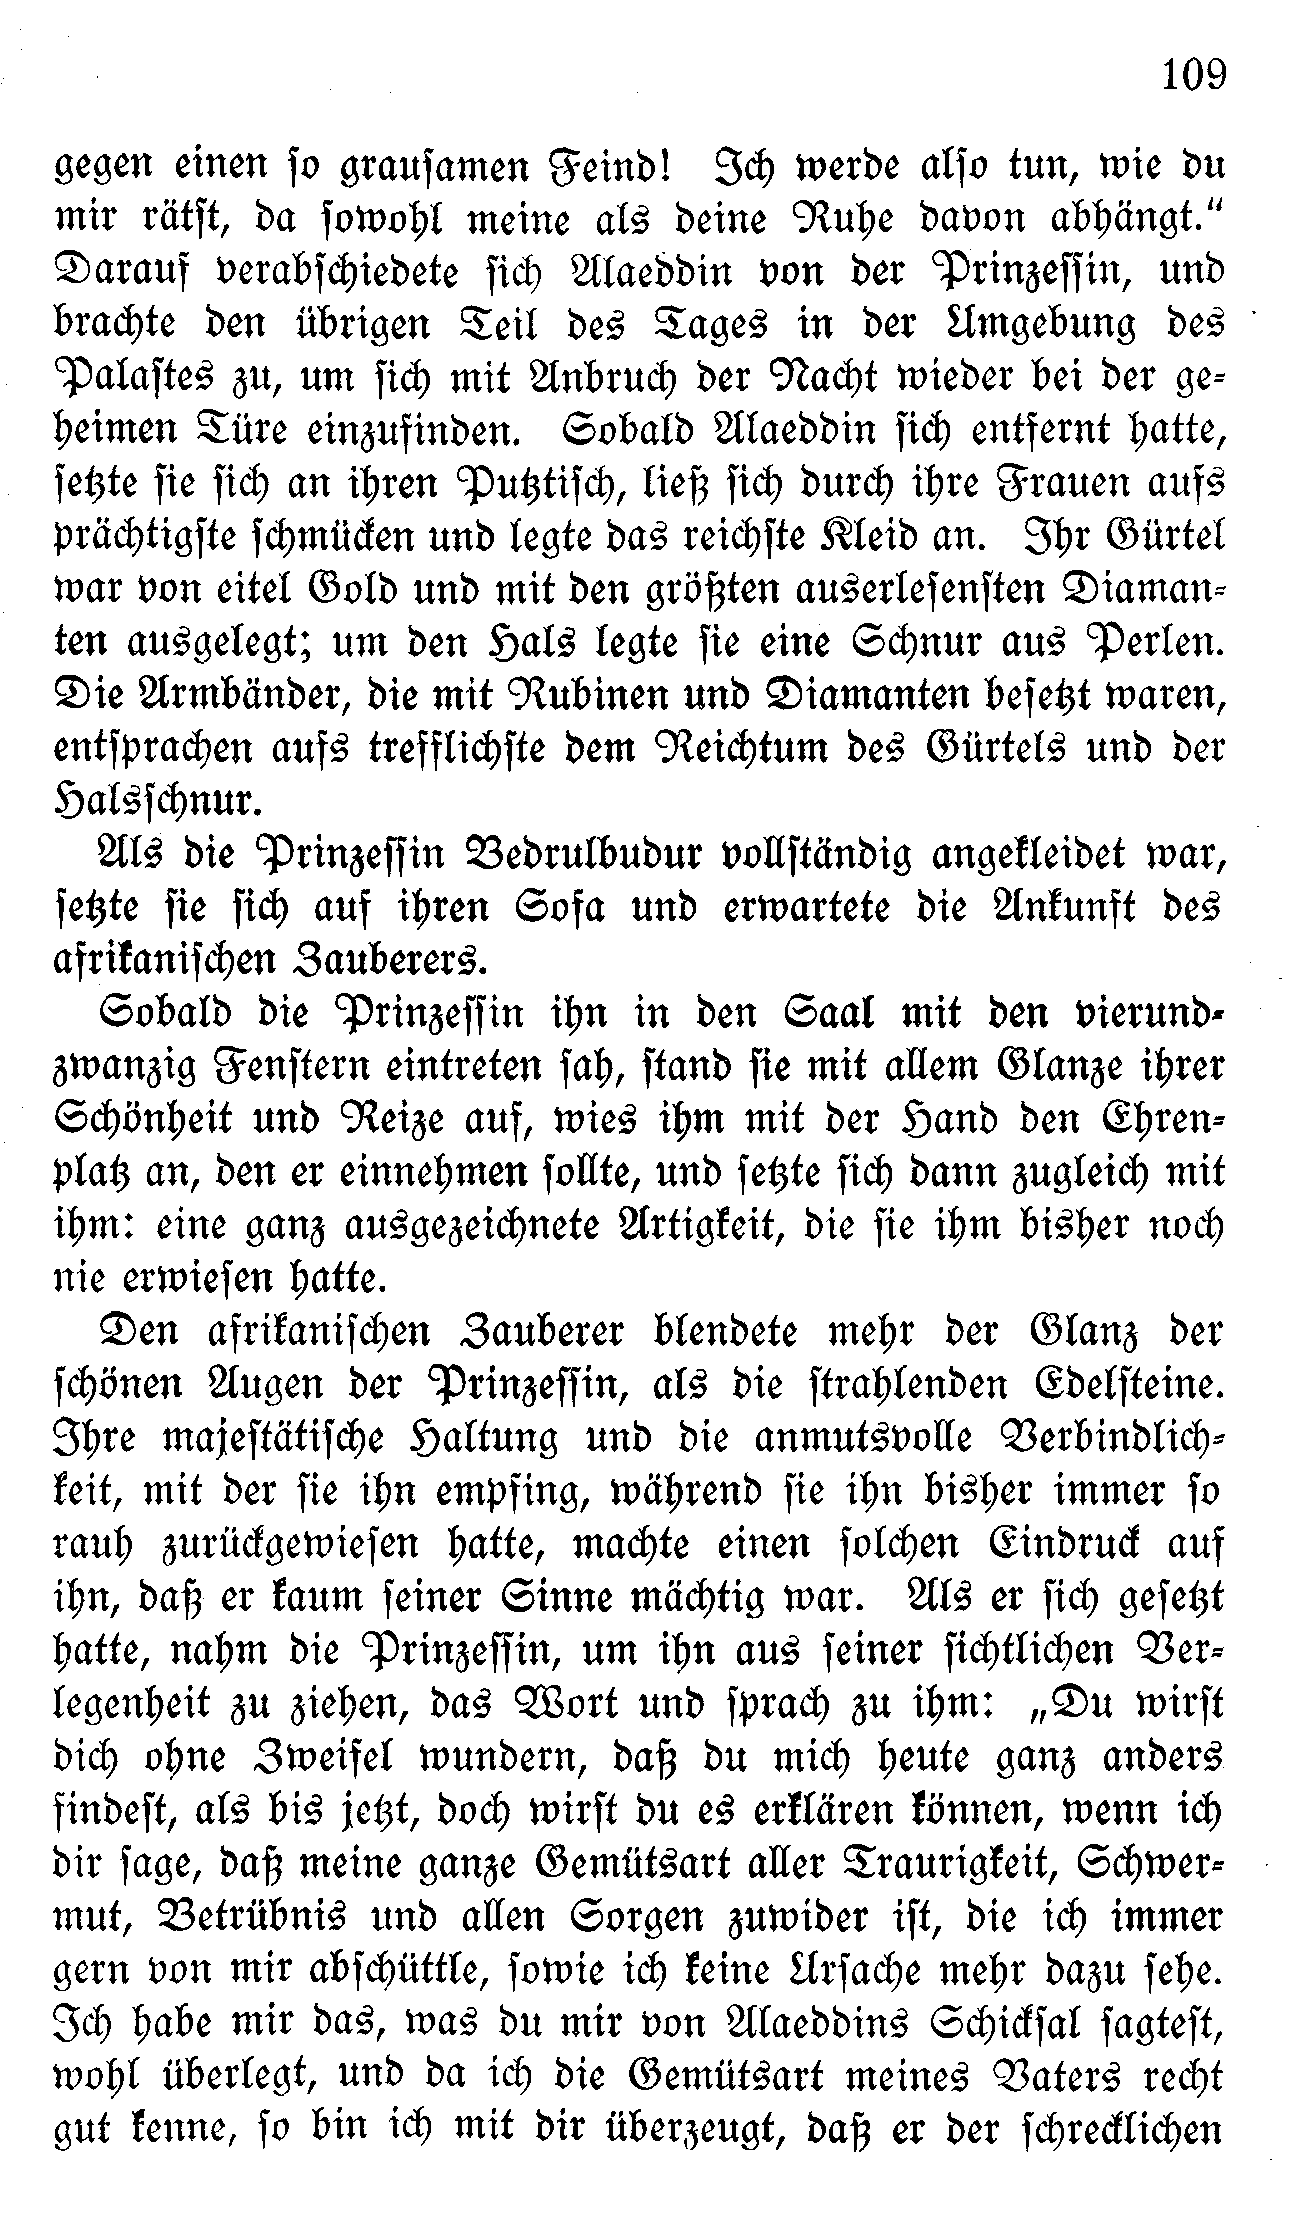 109
gegen einen so grausamen Feind! Ich werde also tun, wie du
mir rätst, da sowohl meine als deine Ruhe davon abhängt.“
Darauf verabschiedete sich Alaeddin von der Prinzessin, und
brachte den übrigen Teil des Tages in der Umgebung des
Palastes zu, um sich mit Anbruch der Nacht wieder bei der ge-
heimen Türe einzufinden. Sobald Alaeddin sich entfernt hatte,
setzte sie sich an ihren Putztisch, ließ sich durch ihre Frauen aufs
prächtigste schmücken und legte das reichste Kleid an. Ihr Gürtel
war von eitel Gold und mit den größten auserlesensten Diaman-
ten ausgelegt; um den Hals legte sie eine Schnur aus Perlen.
Die Armbänder, die mit Rubinen und Diamanten besetzt waren,
entsprachen aufs trefflichste dem Reichtum des Gürtels und der
Halsschnur.
Als die Prinzessin Bedrulbudur vollständig angekleidet war,
setzte sie sich auf ihren Sofa und erwartete die Ankunft des
afrikanischen Zauberers.
Sobald die Prinzessin ihn in den Saal mit den vierund-
zwanzig Fenstern eintreten sah, stand sie mit allem Glanze ihrer
Schönheit und Reize auf, wies ihm mit der Hand den Ehren-
platz an, den er einnehmen sollte, und setzte sich dann zugleich mit
ihm: eine ganz ausgezeichnete Artigkeit, die sie ihm bisher noch
nie erwiesen hatte.
Den afrikanischen Zauberer blendete mehr der Glanz der
schönen Augen der Prinzessin, als die strahlenden Edelsteine.
Ihre majestätische Haltung und die anmutsvolle Verbindlich-
keit, mit der sie ihn empfing, während sie ihn bisher immer so
rauh zurückgewiesen hatte, machte einen solchen Eindruck auf
ihn, daß er kaum seiner Sinne mächtig war. Als er sich gesetzt
hatte, nahm die Prinzessin, um ihn aus seiner sichtlichen Ver-
legenheit zu ziehen, das Wort und sprach zu ihm: „Du wirst
dich ohne Zweifel wundern, daß du mich heute ganz anders
findest, als bis jetzt, doch wirst du es erklären können, wenn ich
dir sage, daß meine ganze Gemütsart aller Traurigkeit, Schwer-
mut, Betrübnis und allen Sorgen zuwider ist, die ich immer
gern von mir abschüttle, sowie ich keine Ursache mehr dazu sehe.
Ich habe mir das, was du mir von Alaeddins Schicksal sagtest,
wohl überlegt, und da ich die Gemütsart meines Vaters recht
gut kenne, so bin ich mit dir überzeugt, daß er der schrecklichen